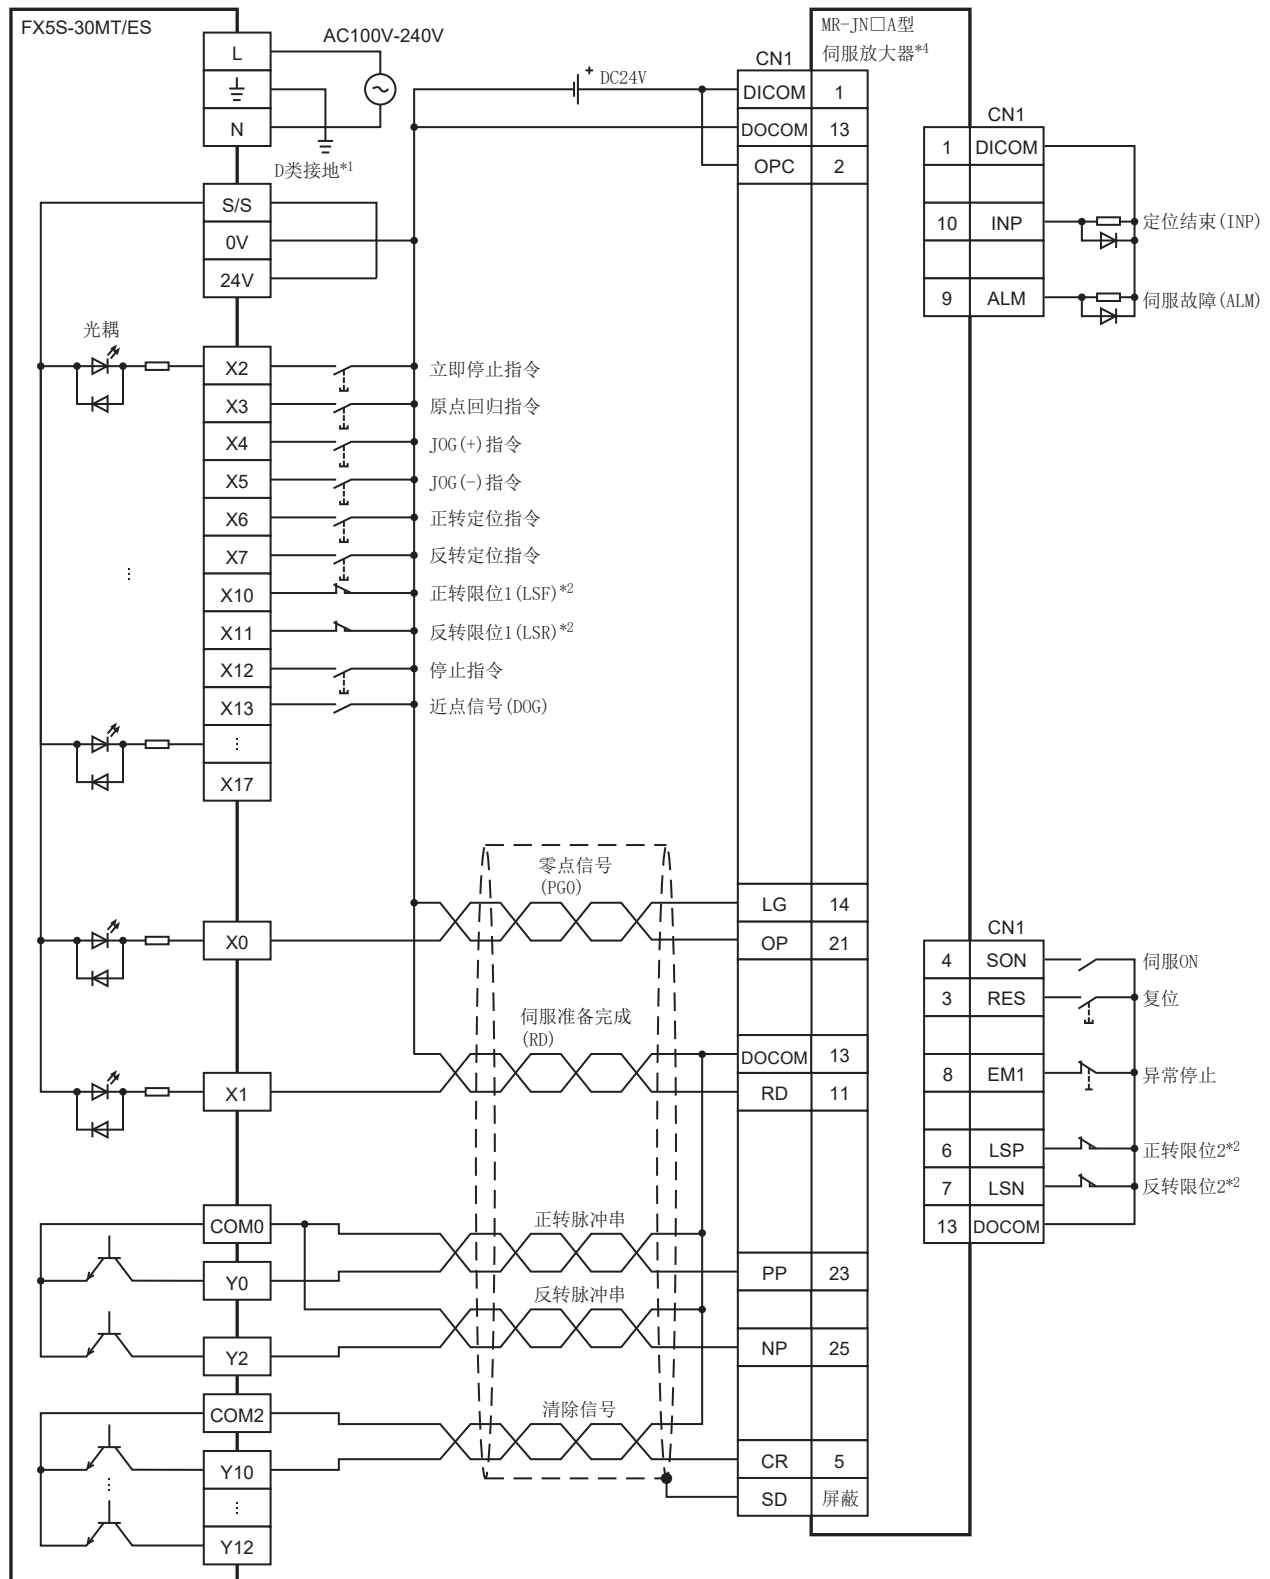 FX5S-30MT/ES
L
N
AC100V-240V
D类接地*1
S/S
0V
24V
光耦
X2
X3
X4
X5
X6
X7
X10
X11
X12
X13
⋮
X17
⋮
立即停止指令
原点回归指令
JOG(+)指令
JOG(-)指令
正转定位指令
反转定位指令
正转限位1(LSF)*2
反转限位1(LSR)*2
停止指令
近点信号(DOG)
X0
X1
零点信号
(PGO)
伺服准备完成
(RD)
COM0
Y0
Y2
COM2
Y10
⋮
Y12
⋮
正转脉冲串
反转脉冲串
清除信号
+ DC24V
MR-JN□A型
伺服放大器*4
CN1
DICOM 1
DOCOM 13
OPC 2
LG 14
OP 21
DOCOM 13
RD 11
PP 23
NP 25
CR 5
SD 屏蔽
CN1
1 DICOM
10 INP 定位结束(INP)
9 ALM 伺服故障(ALM)
CN1
4 SON 伺服ON
3 RES 复位
8 EM1 异常停止
6 LSP 正转限位2*2
7 LSN 反转限位2*2
13 DOCOM